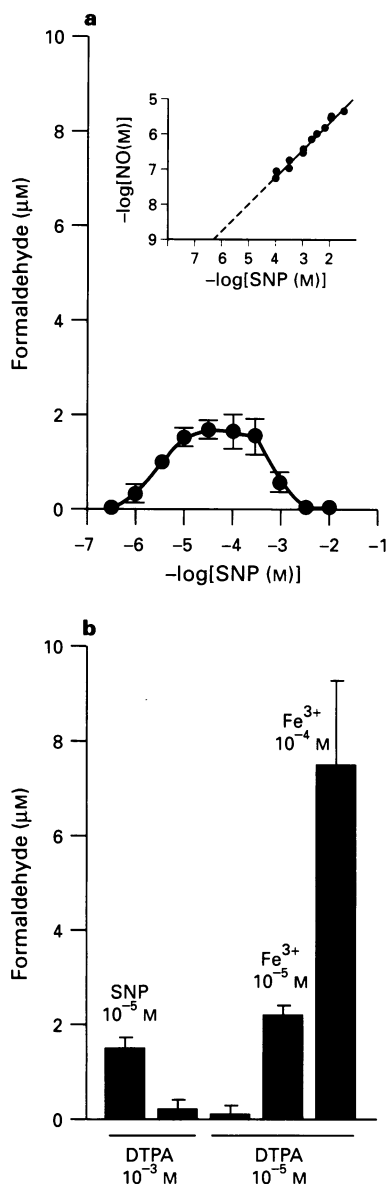 a
10
8
6
4
2
0
Formaldehyde (μM)
5
6
7
8
9
–log[NO(M)]
7 6 5 4 3 2
–log[SNP (M)]
–7 –6 –5 –4 –3 –2 –1
–log[SNP (M)]
b
10
8
6
4
2
0
Formaldehyde (μM)
SNP
10⁻⁵ M
Fe³⁺
10⁻⁵ M
Fe³⁺
10⁻⁴ M
DTPA
10⁻³ M
DTPA
10⁻⁵ M